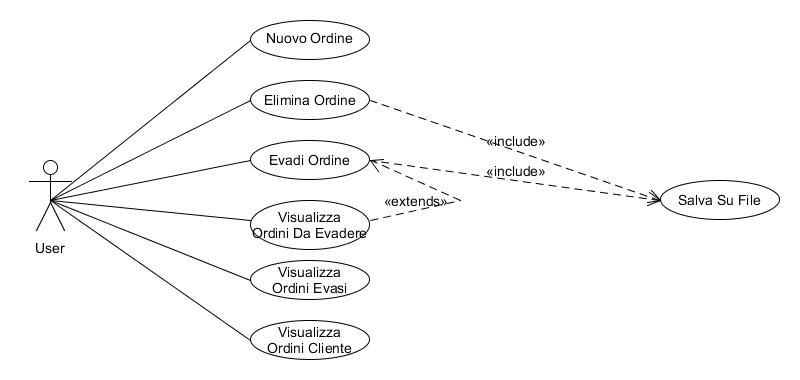 Nuovo Ordine
Elimina Ordine
«include»
Evadi Ordine
«include»
Salva Su File
«extends»
Visualizza
Ordini Da Evadere
User
Visualizza
Ordini Evasi
Visualizza
Ordini Cliente